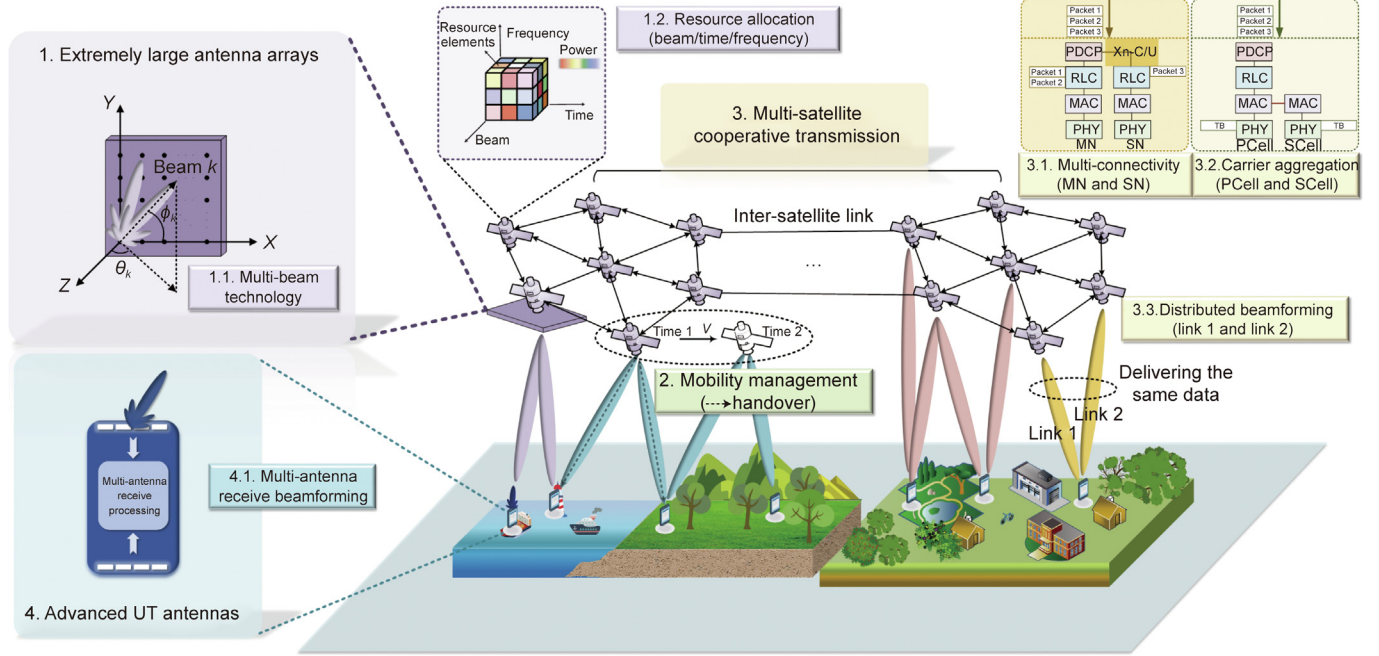 1. Extremely large antenna arrays
Y
Beam k
ϕk
X
Z
θk
1.1. Multi-beam
technology
Resource
elements
Frequency
Power
Time
Beam
1.2. Resource allocation
(beam/time/frequency)
3. Multi-satellite
cooperative transmission
Packet 1
Packet 2
Packet 3
PDCP
Xn-C/U
Packet 1
Packet 2
RLC
RLC
Packet 3
MAC
MAC
PHY
PHY
MN
SN
3.1. Multi-connectivity
(MN and SN)
Packet 1
Packet 2
Packet 3
PDCP
RLC
MAC
MAC
TB
PHY
PHY
TB
PCell
SCell
3.2.Carrier aggregation
(PCell and SCell)
Inter-satellite link
...
Time 1
V
Time 2
2. Mobility management
(--→handover)
3.3.Distributed beamforming
(link 1 and link 2)
Delivering the
same data
Link 2
Link 1
Multi-antenna
receive
processing
4.1. Multi-antenna
receive beamforming
4. Advanced UT antennas